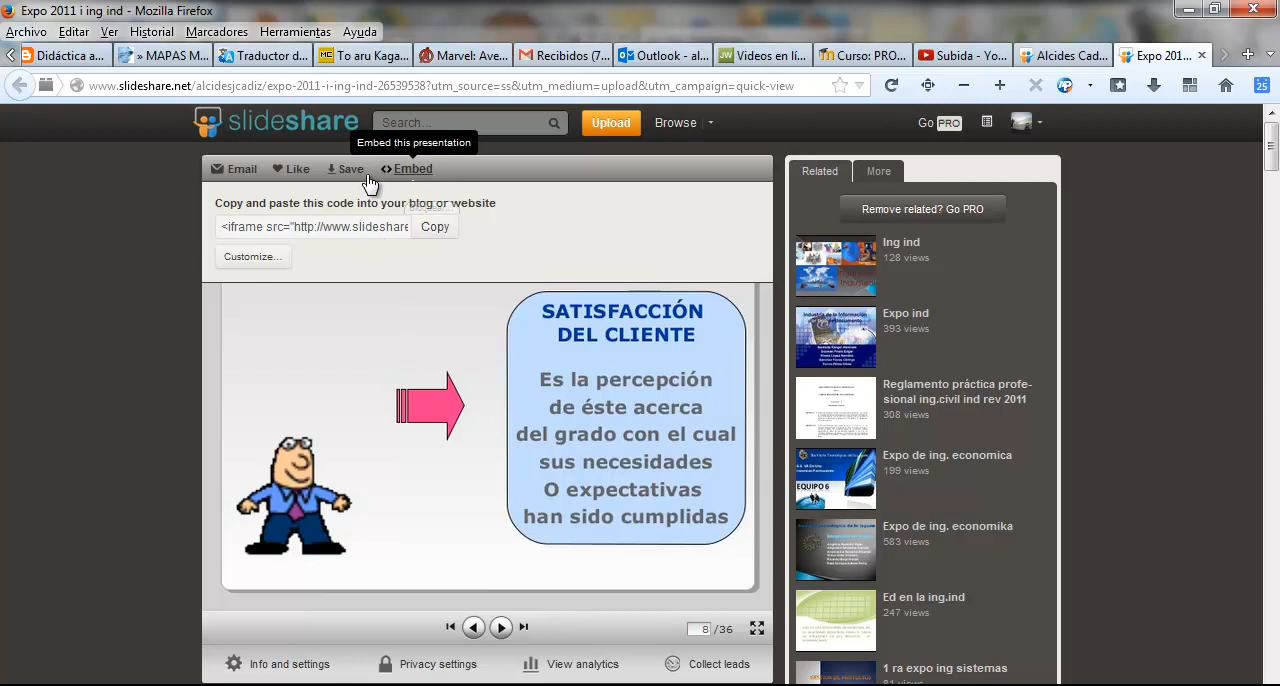 Expo 2011 i ing ind - Mozilla Firefox
Archivo Editar Ver Historial Marcadores Herramientas Ayuda
Didáctica a... » MAPAS M... Traductor d... To aru Kaga... Marvel: Ave... Recibidos (7... Outlook - al... Videos en lí... Curso: PRO... Subida - Yo... Alcides Cad... Expo 201...
www.slideshare.net/alcidesjcadiz/expo-2011-i-ing-ind-26539538?utm_source=ss&utm_medium=upload&utm_campaign=quick-view
25
slideshare Search... Upload Browse Go PRO
Embed this presentation
Email Like Save Embed
Copy and paste this code into your blog or website
<iframe src="http://www.slideshare Copy
Customize...
SATISFACCIÓN
DEL CLIENTE
Es la percepción
de éste acerca
del grado con el cual
sus necesidades
O expectativas
han sido cumplidas
8 /36
Info and settings Privacy settings View analytics Collect leads
Related More
Remove related? Go PRO
Ing ind
128 views
Expo ind
393 views
Reglamento práctica profe-
sional ing.civil ind rev 2011
308 views
Expo de ing. economica
199 views
EQUIPO 6
Expo de ing. economika
583 views
Ed en la ing.ind
247 views
1 ra expo ing sistemas
81 views